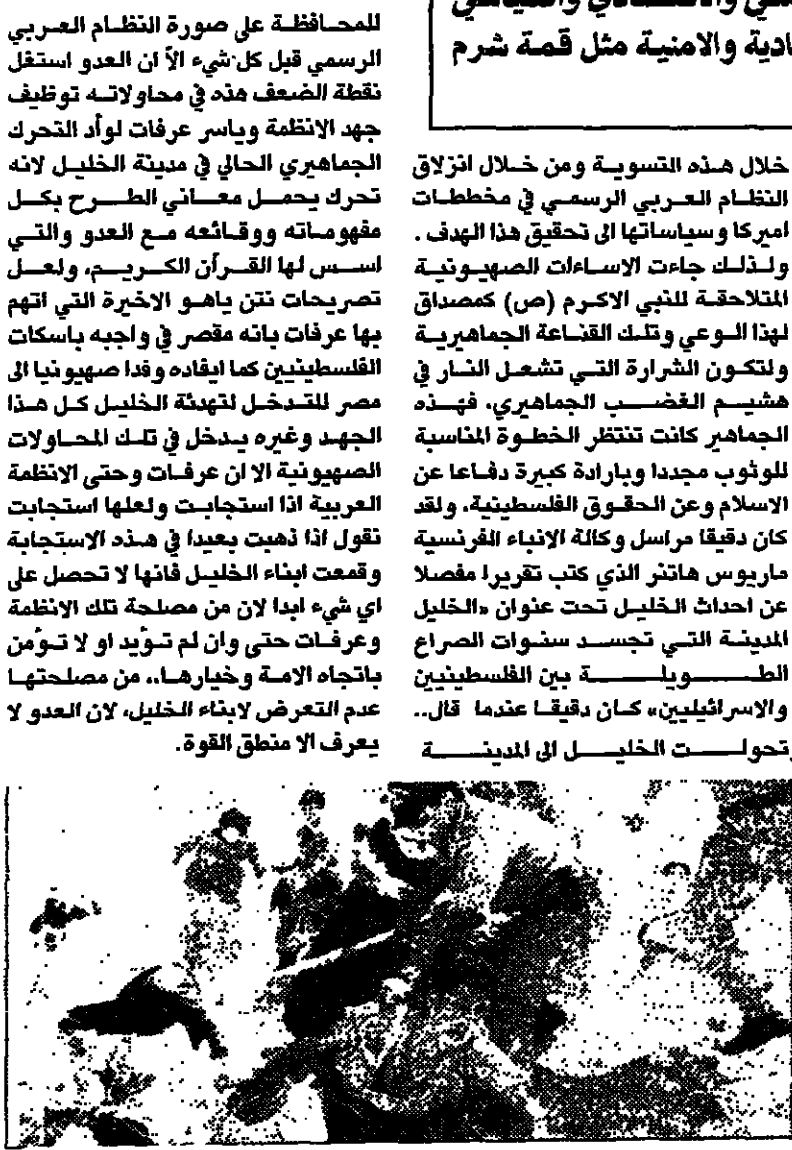 والسياسي
ادية والامنية مثل قمة شرم
خلال هذه التسوية ومن خلال انزلاق
النظام العربي الرسمي في مخططات
اميركا وسياساتها الى تحقيق هذا الهدف .
ولذلك جاءت الاساءات الصهيونية
المتلاحقة للنبي الاكرم (ص) كمصداق
لهذا الوعي وتلك القناعة الجماهيرية
ولتكون الشرارة التي تشعل النار في
هشيم الغضب الجماهيري، فهذه
الجماهير كانت تنتظر الخطوة المناسبة
للوثوب مجددا وبارادة كبيرة دفاعا عن
الاسلام وعن الحقوق الفلسطينية، ولقد
كان دقيقا مراسل وكالة الانباء الفرنسية
ماريوس هاتنر الذي كتب تقريرا مفصلا
عن احداث الخليل تحت عنوان «الخليل
المدينة التي تجسد سنوات الصراع
الطويلة بين الفلسطينيين
والاسرائيليين» كان دقيقا عندما قال..
وتحولت الخليل الى المدينة
للمحافظة على صورة النظام العربي
الرسمي قبل كل شيء الاّ ان العدو استغل
نقطة الضعف هذه في محاولاته توظيف
جهد الانظمة وياسر عرفات لوأد التحرك
الجماهيري الحالي في مدينة الخليل لانه
تحرك يحمل معاني الطرح بكل
مفهوماته ووقائعه مع العدو والتي
اسس لها القرآن الكريم، ولعل
تصريحات نتن ياهو الاخيرة التي اتهم
بها عرفات بانه مقصر في واجبه باسكات
الفلسطينيين كما ايفاده وفدا صهيونيا الى
مصر للتدخل لتهدئة الخليل كل هذا
الجهد وغيره يدخل في تلك المحاولات
الصهيونية الا ان عرفات وحتى الانظمة
العربية اذا استجابت ولعلها استجابت
نقول اذا ذهبت بعيدا في هذه الاستجابة
وقمعت ابناء الخليل فانها لا تحصل على
اي شيء ابدا لان من مصلحة تلك الانظمة
وعرفات حتى وان لم تؤيد او لا تؤمن
باتجاه الامة وخيارها.. من مصلحتها
عدم التعرض لابناء الخليل، لان العدو لا
يعرف الا منطق القوة.